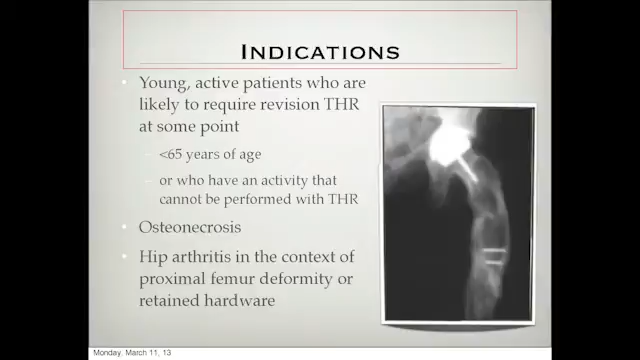 INDICATIONS
• Young, active patients who are
likely to require revision THR
at some point
– <65 years of age
– or who have an activity that
cannot be performed with THR
• Osteonecrosis
• Hip arthritis in the context of
proximal femur deformity or
retained hardware
Monday, March 11, 13